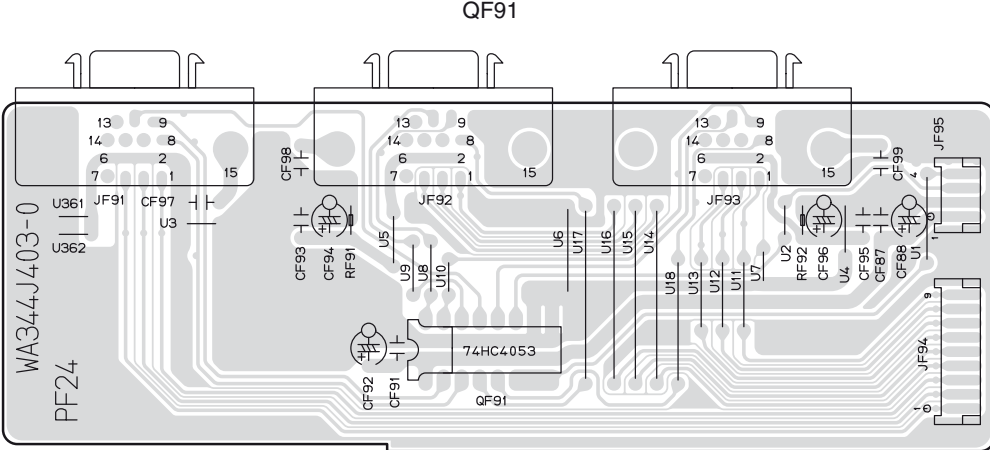 QF91
13 9
14 8
6 2
7 1
15
JF91
13 9
14 8
6 2
7 1
15
JF92
13 9
14 8
6 2
7 1
15
JF93
CF98
CF99
JF95
4
1
U361
U362
CF97
U3
CF93
CF94
RF91
U5
U9
U8
U10
U6
U17
U16
U15
U14
U18
U13
U12
U11
U7
U2
RF92
CF96
U4
CF95
CF87
CF88
U1
WA344J403-0
PF24
CF92
CF91
74HC4053
QF91
9
JF94
1